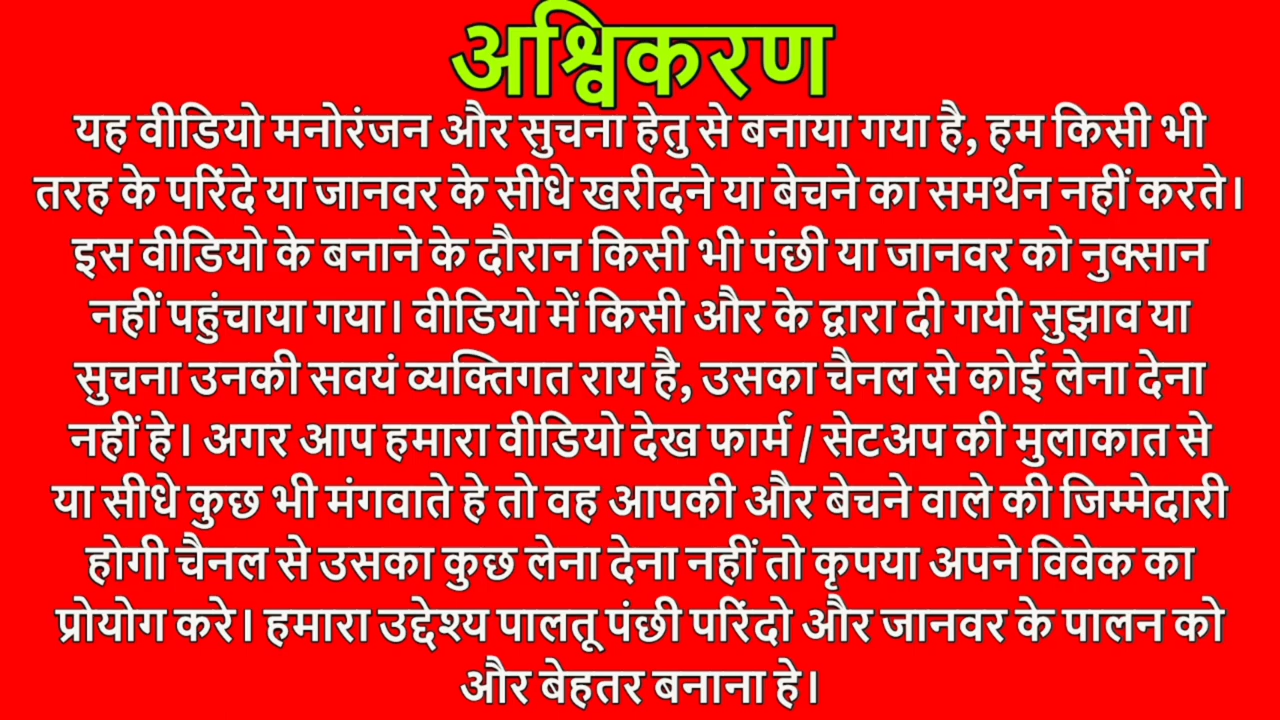 अश्विकरण
यह वीडियो मनोरंजन और सुचना हेतु से बनाया गया है, हम किसी भी
तरह के परिंदे या जानवर के सीधे खरीदने या बेचने का समर्थन नहीं करते।
इस वीडियो के बनाने के दौरान किसी भी पंछी या जानवर को नुक्सान
नहीं पहुंचाया गया। वीडियो में किसी और के द्वारा दी गयी सुझाव या
सुचना उनकी सवयं व्यक्तिगत राय है, उसका चैनल से कोई लेना देना
नहीं हे। अगर आप हमारा वीडियो देख फार्म / सेटअप की मुलाकात से
या सीधे कुछ भी मंगवाते हे तो वह आपकी और बेचने वाले की जिम्मेदारी
होगी चैनल से उसका कुछ लेना देना नहीं तो कृपया अपने विवेक का
प्रोयोग करे। हमारा उद्देश्य पालतू पंछी परिंदो और जानवर के पालन को
और बेहतर बनाना हे।